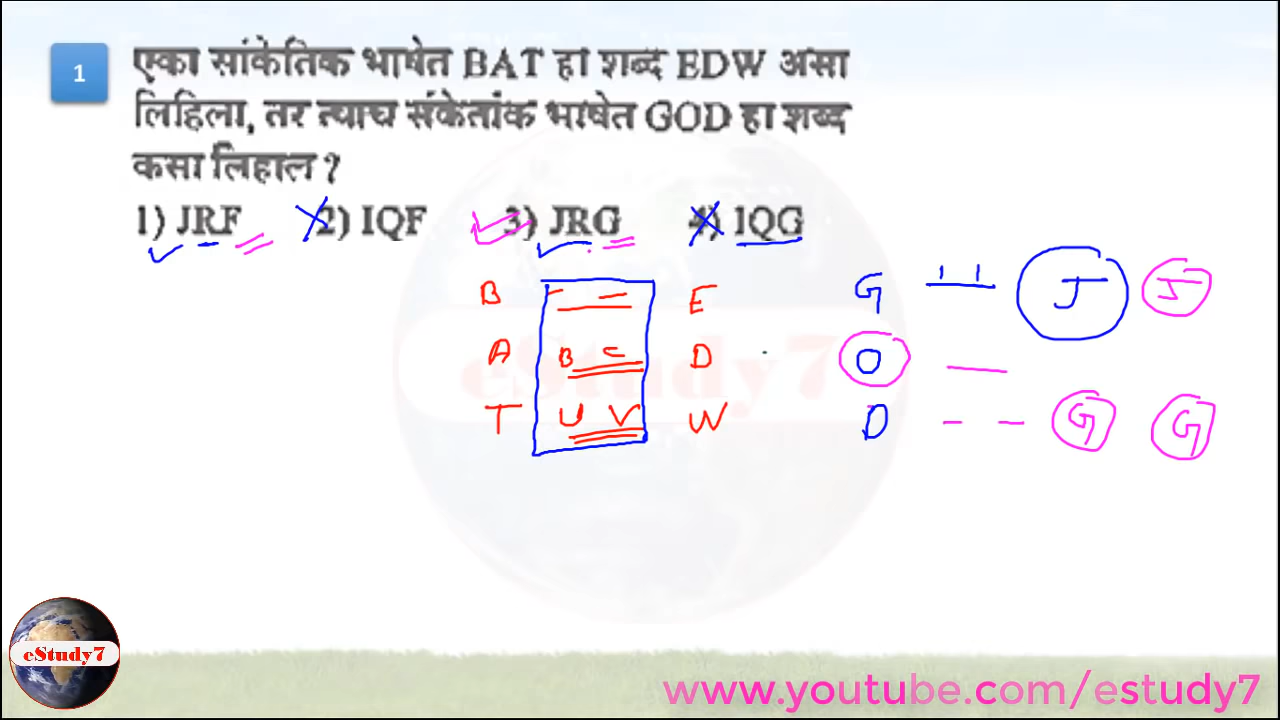 1
एका सांकेतिक भाषेत BAT हा शब्द EDW असा
लिहिला, तर त्याच संकेतांक भाषेत GOD हा शब्द
कसा लिहाल ?
1) JRF 2) IQF 3) JRG 4) IQG
B E G J J
A B C D O
T U V W D G G
eStudy7
eStudy7
www.youtube.com/estudy7